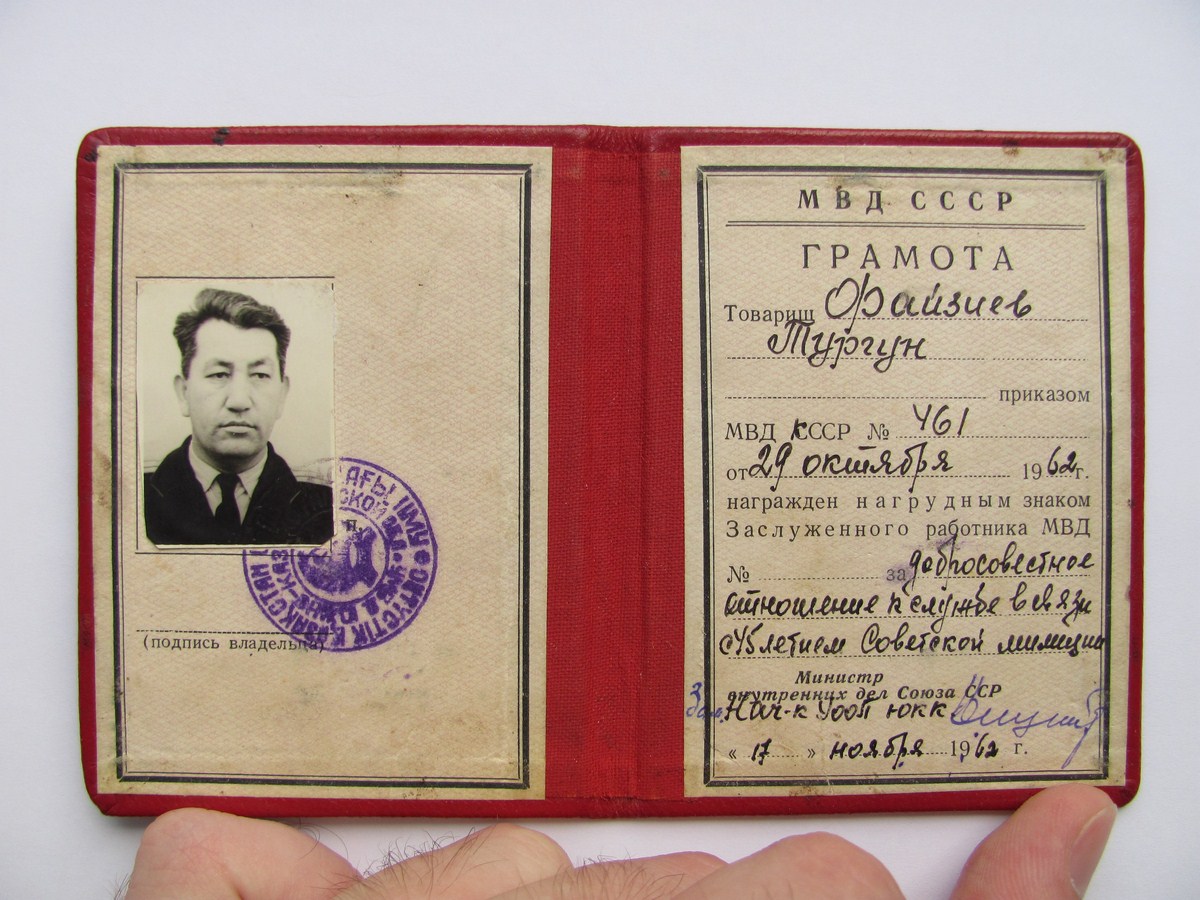 (подпись владельца)
МВД СССР
ГРАМОТА
Товарищ Файзиев
Тургун
приказом
МВД КССР № 461
от 29 октября 1962 г.
награжден нагрудным знаком
Заслуженного работника МВД
№ за добросовестное
отношение к службе в связи
с 45 летием Советской милиции
Министр
внутренних дел Союза ССР
Зам. Нач-к УООП ЮКК
« 17 » ноября 1962 г.